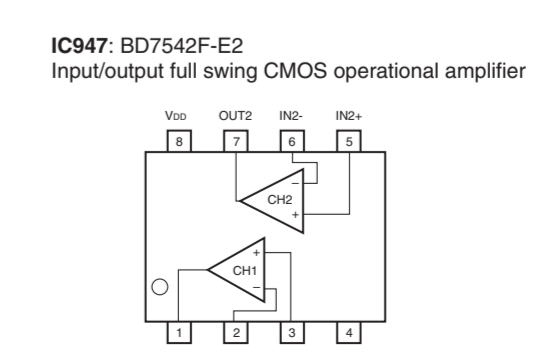 IC947: BD7542F-E2
Input/output full swing CMOS operational amplifier
VDD OUT2 IN2- IN2+
8 7 6 5
−
CH2
+
+
CH1
−
1 2 3 4